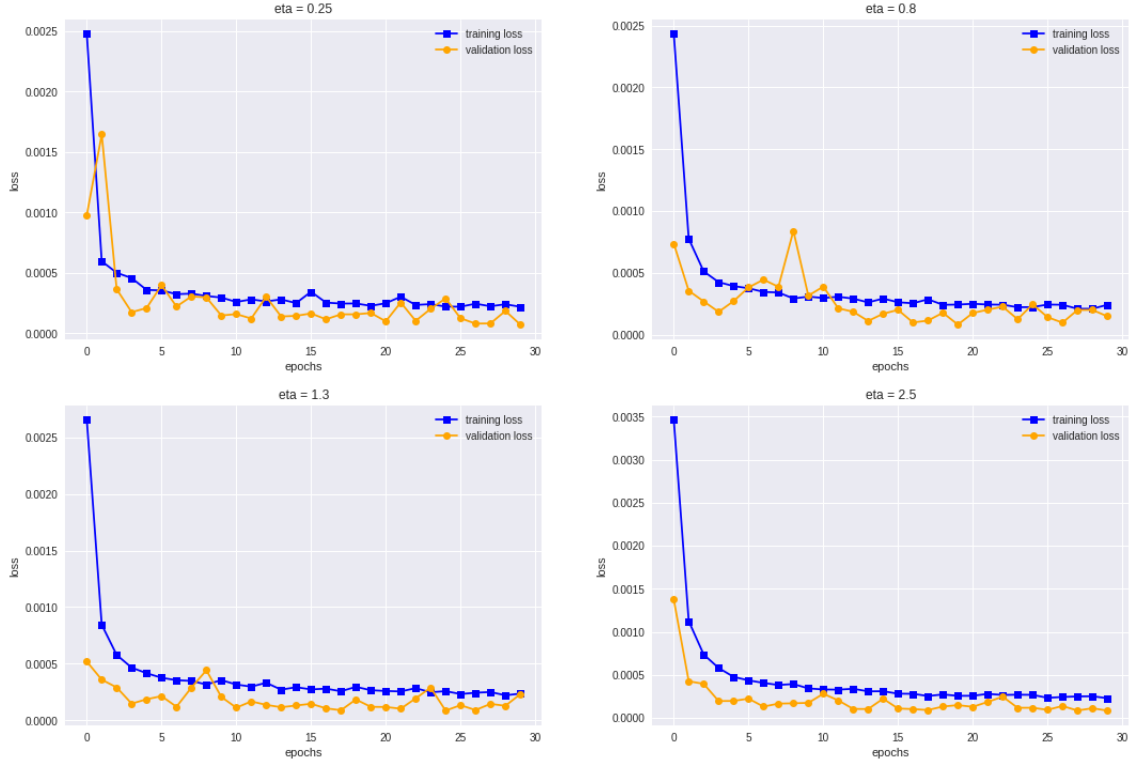 eta = 0.25
training loss
validation loss
0.0025
0.0020
0.0015
0.0010
0.0005
0.0000
loss
0 5 10 15 20 25 30
epochs
eta = 0.8
training loss
validation loss
0.0025
0.0020
0.0015
0.0010
0.0005
0.0000
loss
0 5 10 15 20 25 30
epochs
eta = 1.3
training loss
validation loss
0.0025
0.0020
0.0015
0.0010
0.0005
0.0000
loss
0 5 10 15 20 25 30
epochs
eta = 2.5
training loss
validation loss
0.0035
0.0030
0.0025
0.0020
0.0015
0.0010
0.0005
0.0000
loss
0 5 10 15 20 25 30
epochs